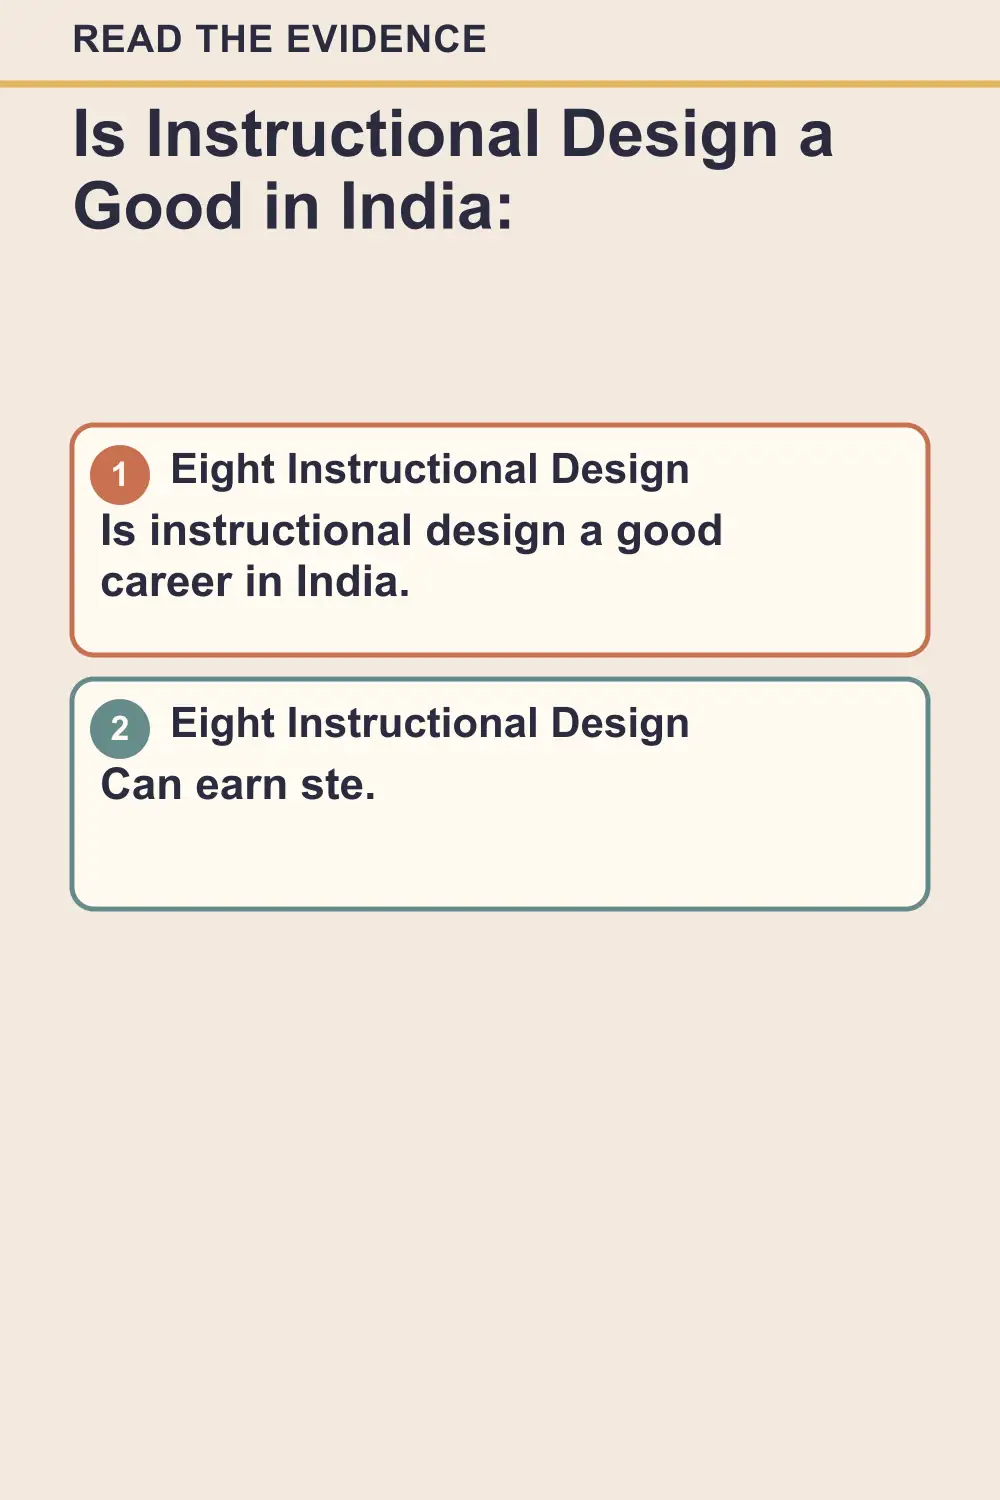 READ THE EVIDENCE
Is Instructional Design a
Good in India:
1 Eight Instructional Design
Is instructional design a good
career in India.
2 Eight Instructional Design
Can earn ste.